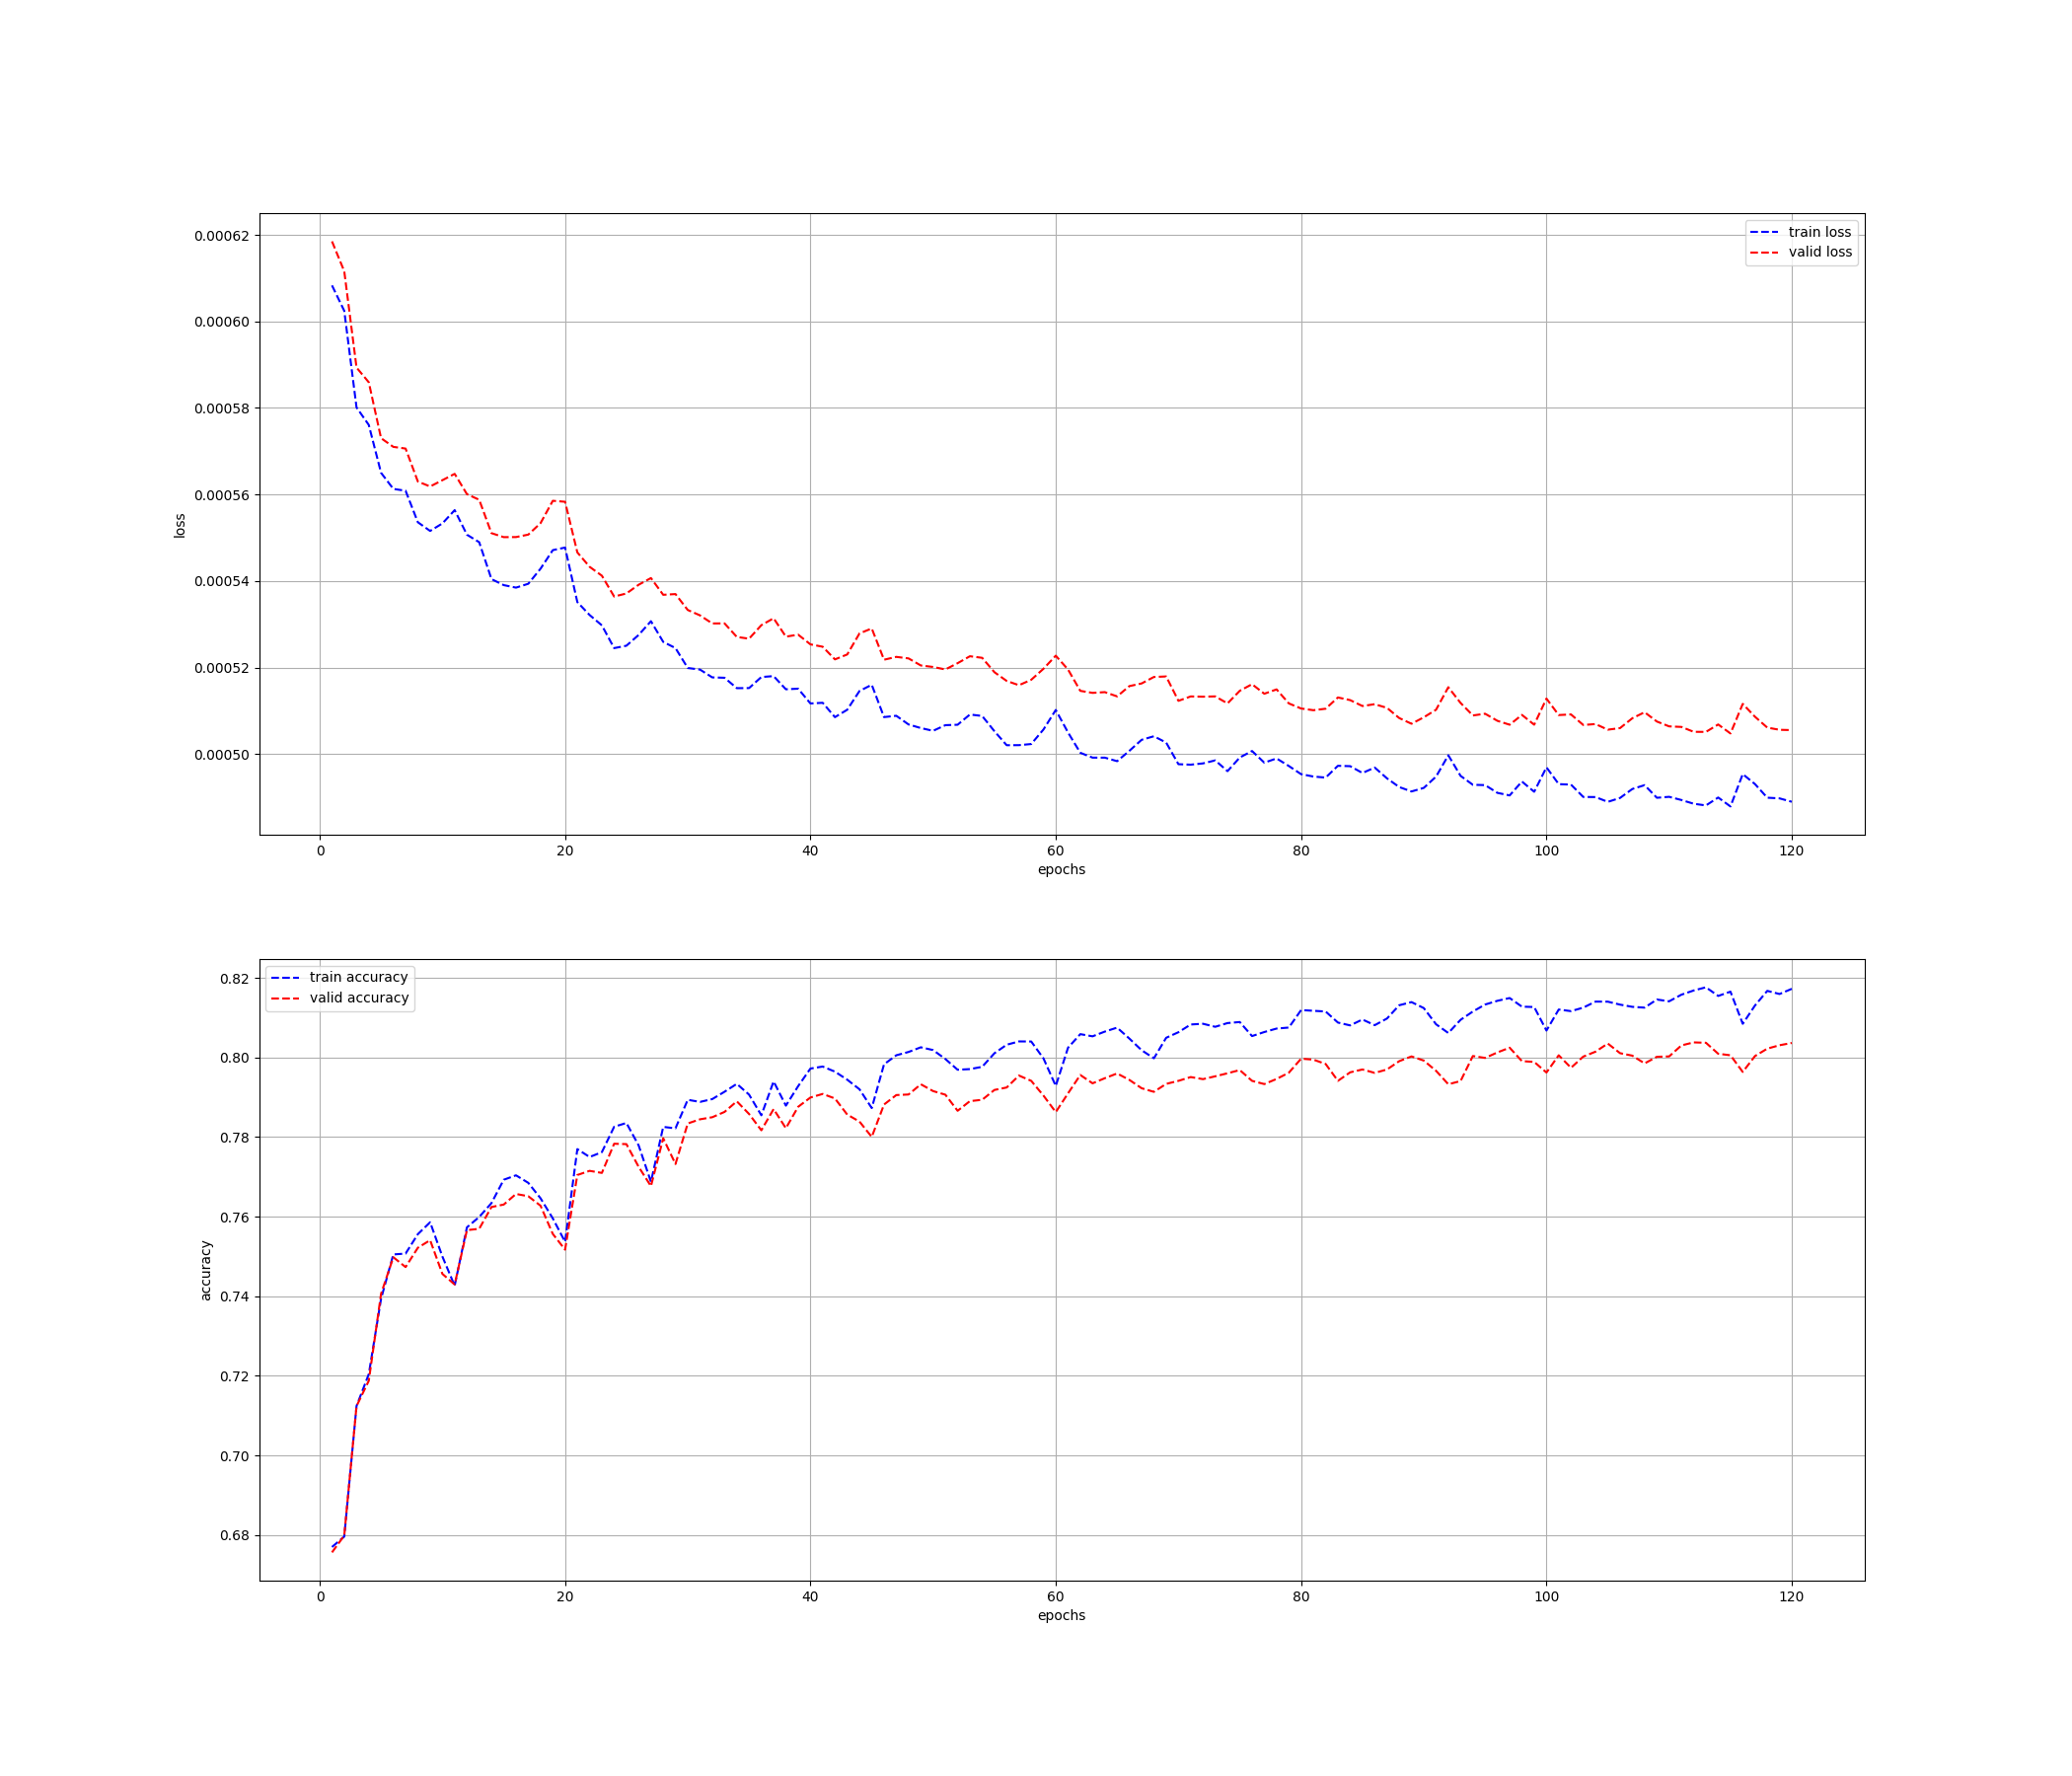 0.00062
0.00060
0.00058
0.00056
0.00054
0.00052
0.00050
loss
train loss
valid loss
0 20 40 60 80 100 120
epochs
0.82
0.80
0.78
0.76
0.74
0.72
0.70
0.68
accuracy
train accuracy
valid accuracy
0 20 40 60 80 100 120
epochs